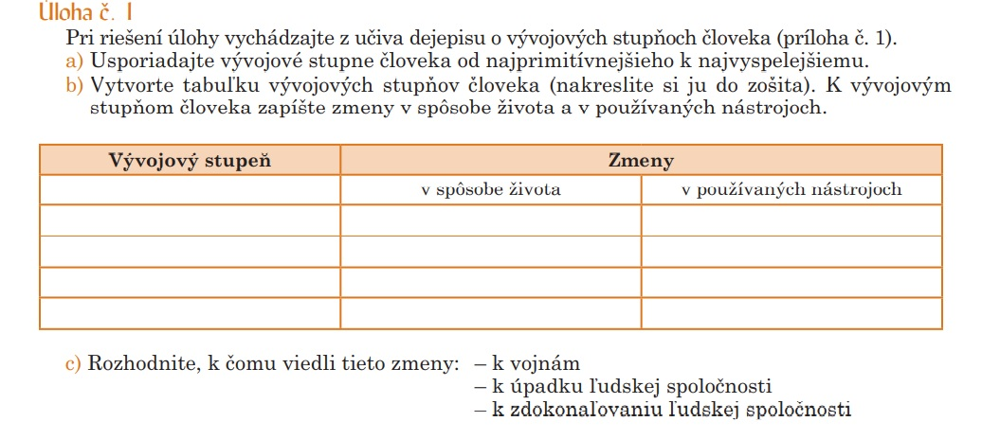 Úloha č. 1
Pri riešení úlohy vychádzajte z učiva dejepisu o vývojových stupňoch človeka (príloha č. 1).
a) Usporiadajte vývojové stupne človeka od najprimitívnejšieho k najvyspelejšiemu.
b) Vytvorte tabuľku vývojových stupňov človeka (nakreslite si ju do zošita). K vývojovým
stupňom človeka zapíšte zmeny v spôsobe života a v používaných nástrojoch.
Vývojový stupeň Zmeny
v spôsobe života v používaných nástrojoch
c) Rozhodnite, k čomu viedli tieto zmeny: – k vojnám
– k úpadku ľudskej spoločnosti
– k zdokonaľovaniu ľudskej spoločnosti